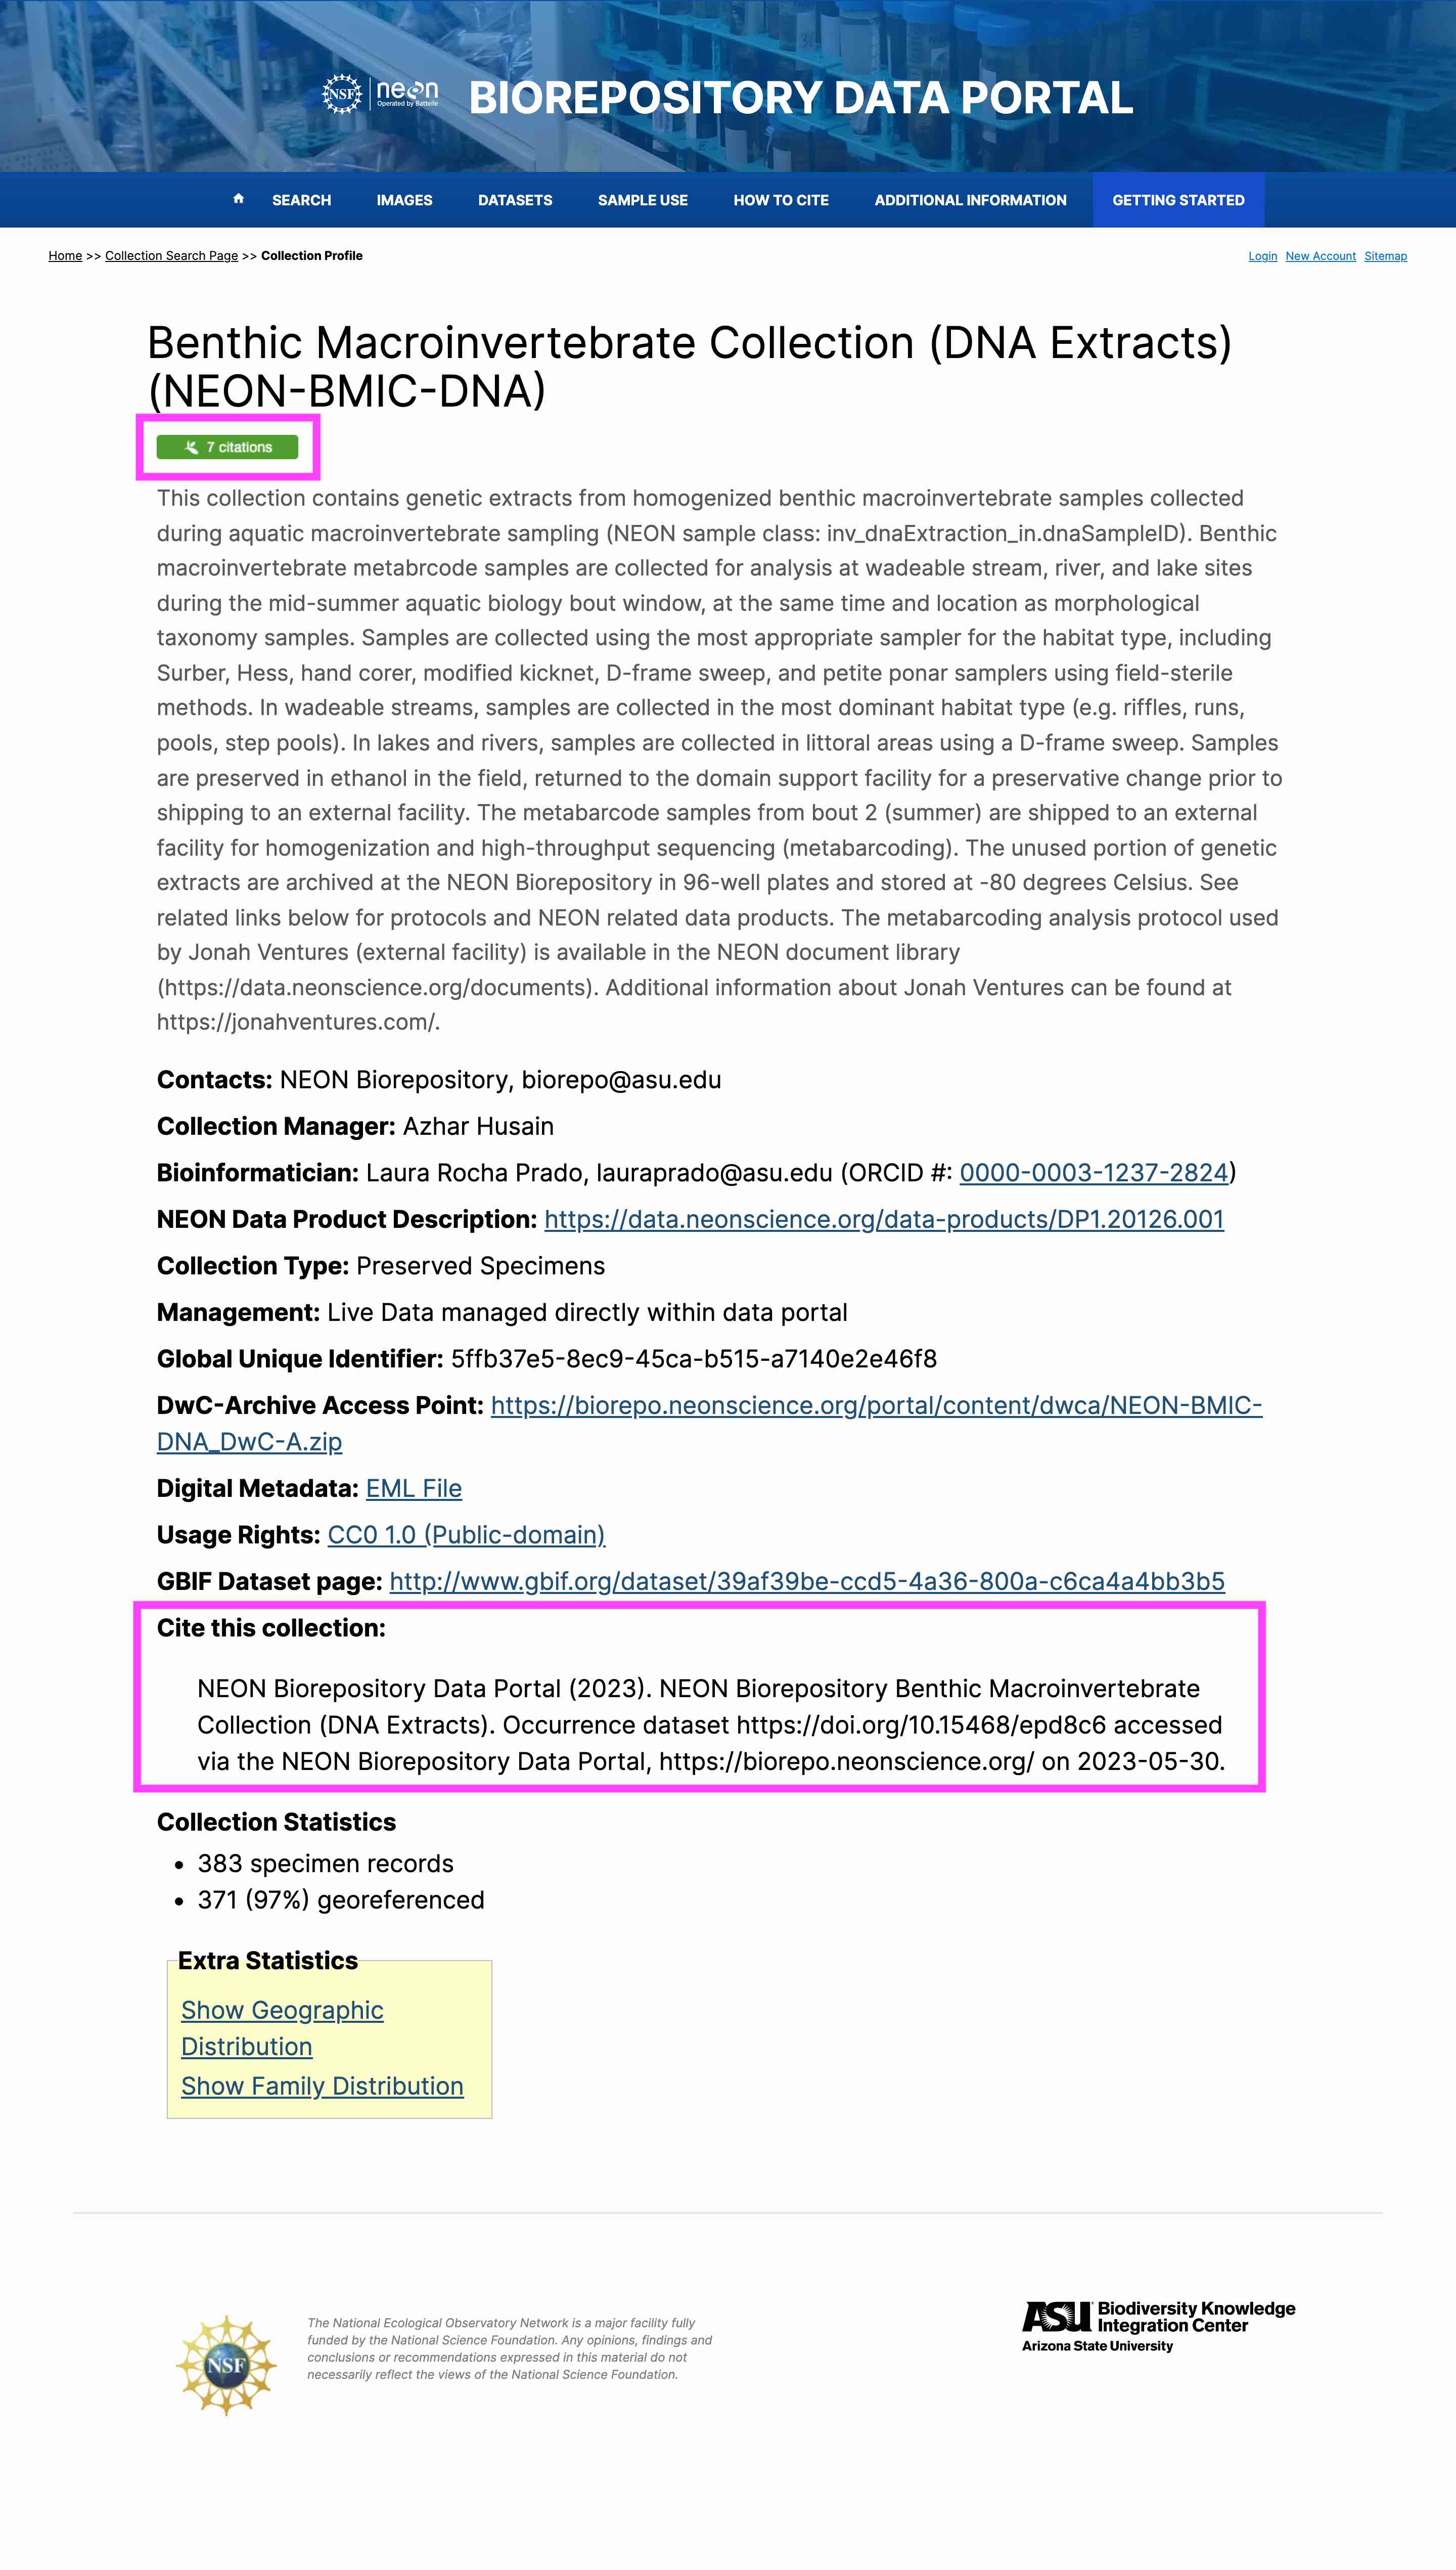 NSF neon
Operated by Battelle
BIOREPOSITORY DATA PORTAL
SEARCH IMAGES DATASETS SAMPLE USE HOW TO CITE ADDITIONAL INFORMATION GETTING STARTED
Home >> Collection Search Page >> Collection Profile
Login New Account Sitemap
Benthic Macroinvertebrate Collection (DNA Extracts)
(NEON-BMIC-DNA)
7 citations
This collection contains genetic extracts from homogenized benthic macroinvertebrate samples collected
during aquatic macroinvertebrate sampling (NEON sample class: inv_dnaExtraction_in.dnaSampleID). Benthic
macroinvertebrate metabrcode samples are collected for analysis at wadeable stream, river, and lake sites
during the mid-summer aquatic biology bout window, at the same time and location as morphological
taxonomy samples. Samples are collected using the most appropriate sampler for the habitat type, including
Surber, Hess, hand corer, modified kicknet, D-frame sweep, and petite ponar samplers using field-sterile
methods. In wadeable streams, samples are collected in the most dominant habitat type (e.g. riffles, runs,
pools, step pools). In lakes and rivers, samples are collected in littoral areas using a D-frame sweep. Samples
are preserved in ethanol in the field, returned to the domain support facility for a preservative change prior to
shipping to an external facility. The metabarcode samples from bout 2 (summer) are shipped to an external
facility for homogenization and high-throughput sequencing (metabarcoding). The unused portion of genetic
extracts are archived at the NEON Biorepository in 96-well plates and stored at -80 degrees Celsius. See
related links below for protocols and NEON related data products. The metabarcoding analysis protocol used
by Jonah Ventures (external facility) is available in the NEON document library
(https://data.neonscience.org/documents). Additional information about Jonah Ventures can be found at
https://jonahventures.com/.
Contacts: NEON Biorepository, biorepo@asu.edu
Collection Manager: Azhar Husain
Bioinformatician: Laura Rocha Prado, lauraprado@asu.edu (ORCID #: 0000-0003-1237-2824)
NEON Data Product Description: https://data.neonscience.org/data-products/DP1.20126.001
Collection Type: Preserved Specimens
Management: Live Data managed directly within data portal
Global Unique Identifier: 5ffb37e5-8ec9-45ca-b515-a7140e2e46f8
DwC-Archive Access Point: https://biorepo.neonscience.org/portal/content/dwca/NEON-BMIC-
DNA_DwC-A.zip
Digital Metadata: EML File
Usage Rights: CC0 1.0 (Public-domain)
GBIF Dataset page: http://www.gbif.org/dataset/39af39be-ccd5-4a36-800a-c6ca4a4bb3b5
Cite this collection:
NEON Biorepository Data Portal (2023). NEON Biorepository Benthic Macroinvertebrate
Collection (DNA Extracts). Occurrence dataset https://doi.org/10.15468/epd8c6 accessed
via the NEON Biorepository Data Portal, https://biorepo.neonscience.org/ on 2023-05-30.
Collection Statistics
• 383 specimen records
• 371 (97%) georeferenced
Extra Statistics
Show Geographic
Distribution
Show Family Distribution
NSF
The National Ecological Observatory Network is a major facility fully
funded by the National Science Foundation. Any opinions, findings and
conclusions or recommendations expressed in this material do not
necessarily reflect the views of the National Science Foundation.
ASU Biodiversity Knowledge
Integration Center
Arizona State University